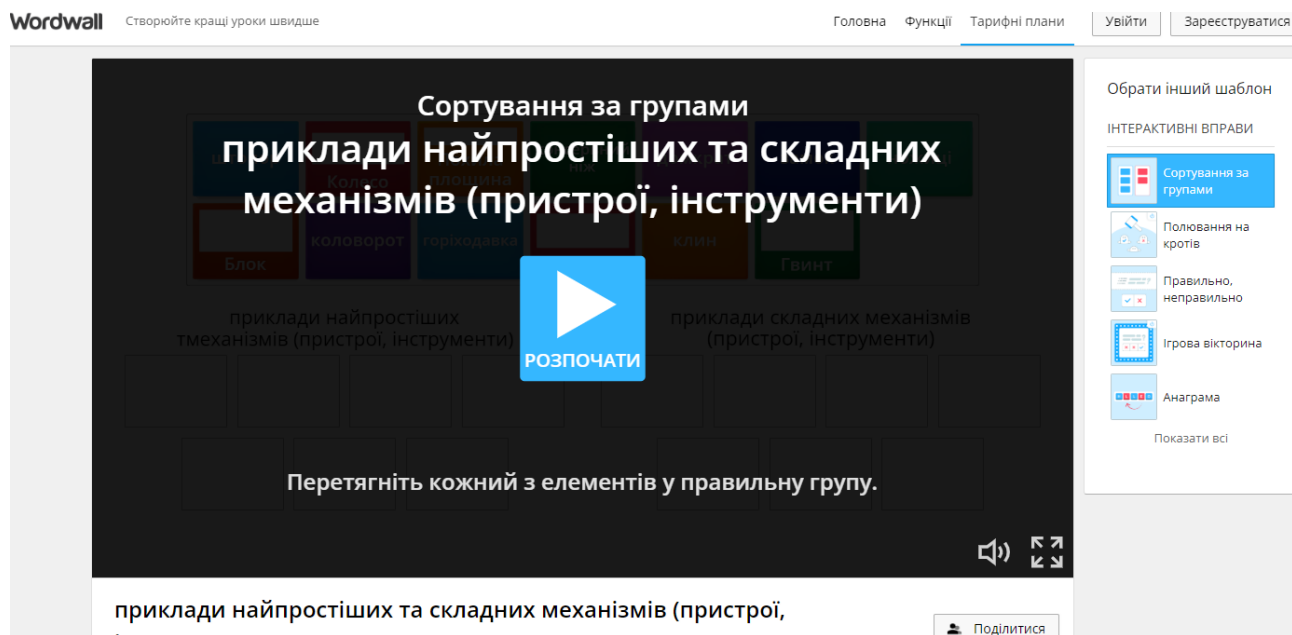 Wordwall Створюйте кращі уроки швидше Головна Функції Тарифні плани Увійти Зареєструватися
Сортування за групами
приклади найпростіших та складних
механізмів (пристрої, інструменти)
Колесо
площина
ніж
Блок
коловорот
горіходавка
клин
Гвинт
приклади найпростіших
тмеханізмів (пристрої, інструменти)
приклади складних механізмів
(пристрої, інструменти)
РОЗПОЧАТИ
Перетягніть кожний з елементів у правильну групу.
приклади найпростіших та складних механізмів (пристрої,
Поділитися
Обрати інший шаблон
ІНТЕРАКТИВНІ ВПРАВИ
Сортування за
групами
Полювання на
кротів
Правильно,
неправильно
Ігрова вікторина
Анаграма
Показати всі